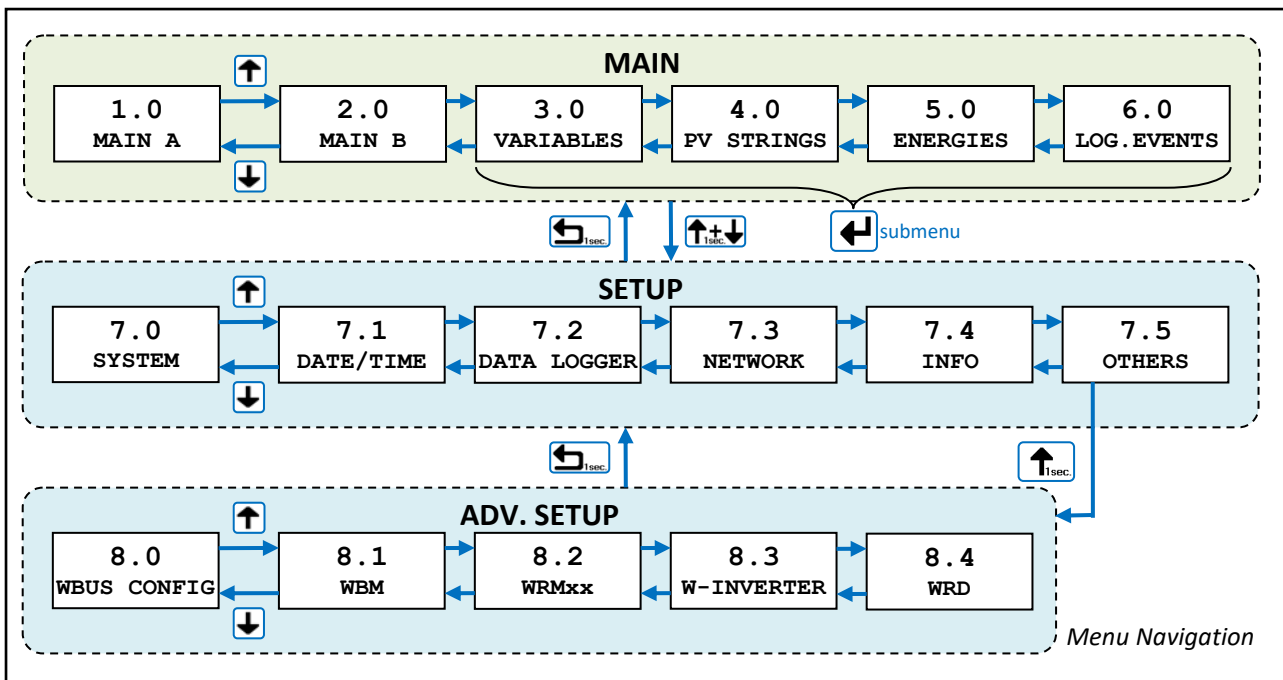 MAIN
1.0
MAIN A
2.0
MAIN B
3.0
VARIABLES
4.0
PV STRINGS
5.0
ENERGIES
6.0
LOG.EVENTS
1sec.
1sec.
+
submenu
SETUP
7.0
SYSTEM
7.1
DATE/TIME
7.2
DATA LOGGER
7.3
NETWORK
7.4
INFO
7.5
OTHERS
1sec.
1sec.
ADV. SETUP
8.0
WBUS CONFIG
8.1
WBM
8.2
WRMxx
8.3
W-INVERTER
8.4
WRD
Menu Navigation